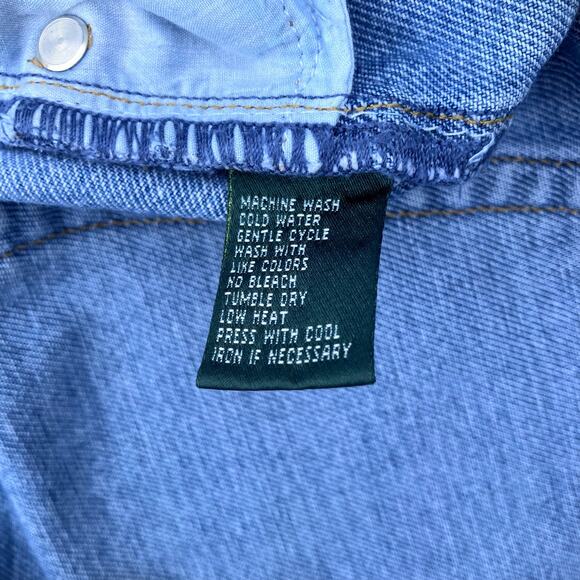 MACHINE WASH
COLD WATER
GENTLE CYCLE
WASH WITH
LIKE COLORS
NO BLEACH
TUMBLE DRY
LOW HEAT
PRESS WITH COOL
IRON IF NECESSARY